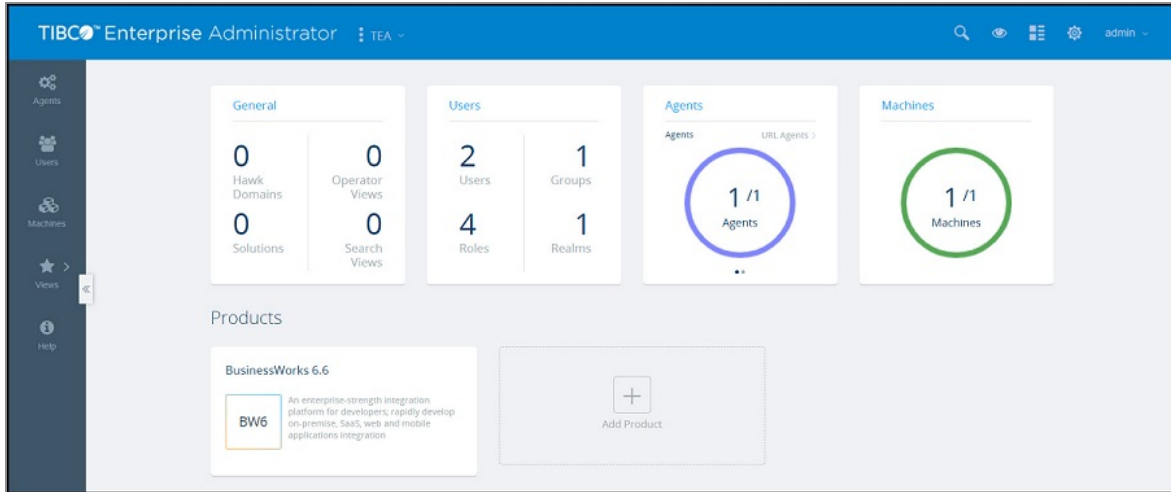 TIBCO™ Enterprise Administrator
TEA
admin
Agents
Users
Machines
Views
Help
General
0
Hawk
Domains
0
Operator
Views
0
Solutions
0
Search
Views
Users
2
Users
1
Groups
4
Roles
1
Realms
Agents
Agents
URL Agents >
1 /1
Agents
Machines
1 /1
Machines
Products
BusinessWorks 6.6
BW6
An enterprise-strength integration
platform for developers; rapidly develop
on-premise, SaaS, web and mobile
applications integration
Add Product